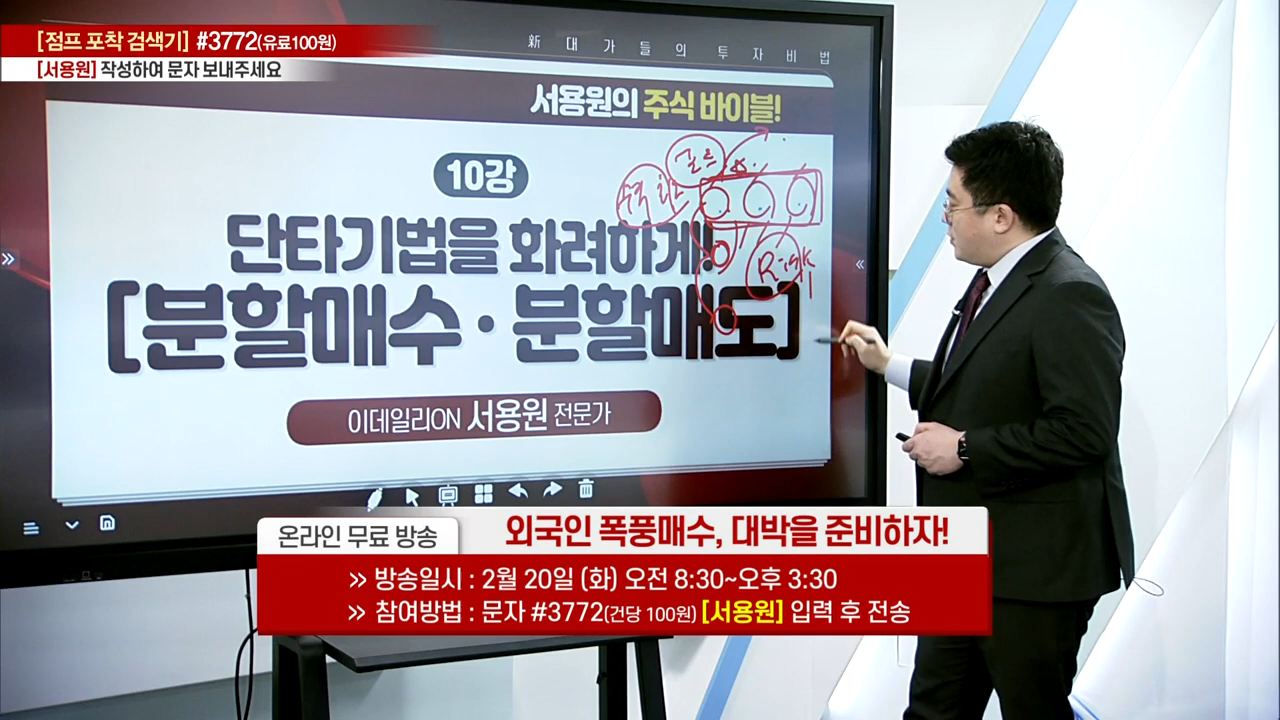 [점프 포착 검색기] #3772(유료100원)
[서용원] 작성하여 문자 보내주세요
新 대 가 들 의 투 자 비 법
서용원의 주식 바이블!
10강
단타기법을 화려하게!
[분할매수·분할매도]
Risk
이데일리ON 서용원 전문가
온라인 무료 방송
외국인 폭풍매수, 대박을 준비하자!
» 방송일시 : 2월 20일 (화) 오전 8:30~오후 3:30
» 참여방법 : 문자 #3772(건당 100원) [서용원] 입력 후 전송